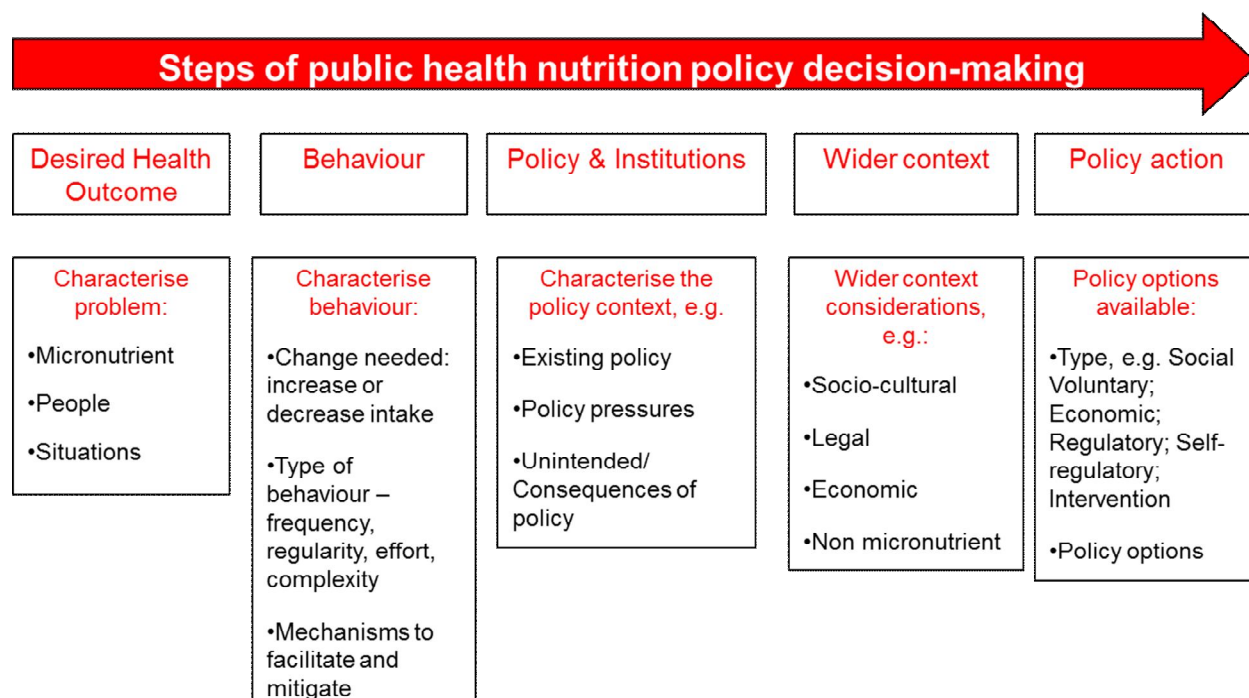 Steps of public health nutrition policy decision-making
Desired Health
Outcome
Behaviour
Policy & Institutions
Wider context
Policy action
Characterise
problem:
•Micronutrient
•People
•Situations
Characterise
behaviour:
•Change needed:
increase or
decrease intake
•Type of
behaviour –
frequency,
regularity, effort,
complexity
•Mechanisms to
facilitate and
mitigate
Characterise the
policy context, e.g.
•Existing policy
•Policy pressures
•Unintended/
Consequences of
policy
Wider context
considerations,
e.g.:
•Socio-cultural
•Legal
•Economic
•Non micronutrient
Policy options
available:
•Type, e.g. Social
Voluntary;
Economic;
Regulatory; Self-
regulatory;
Intervention
•Policy options